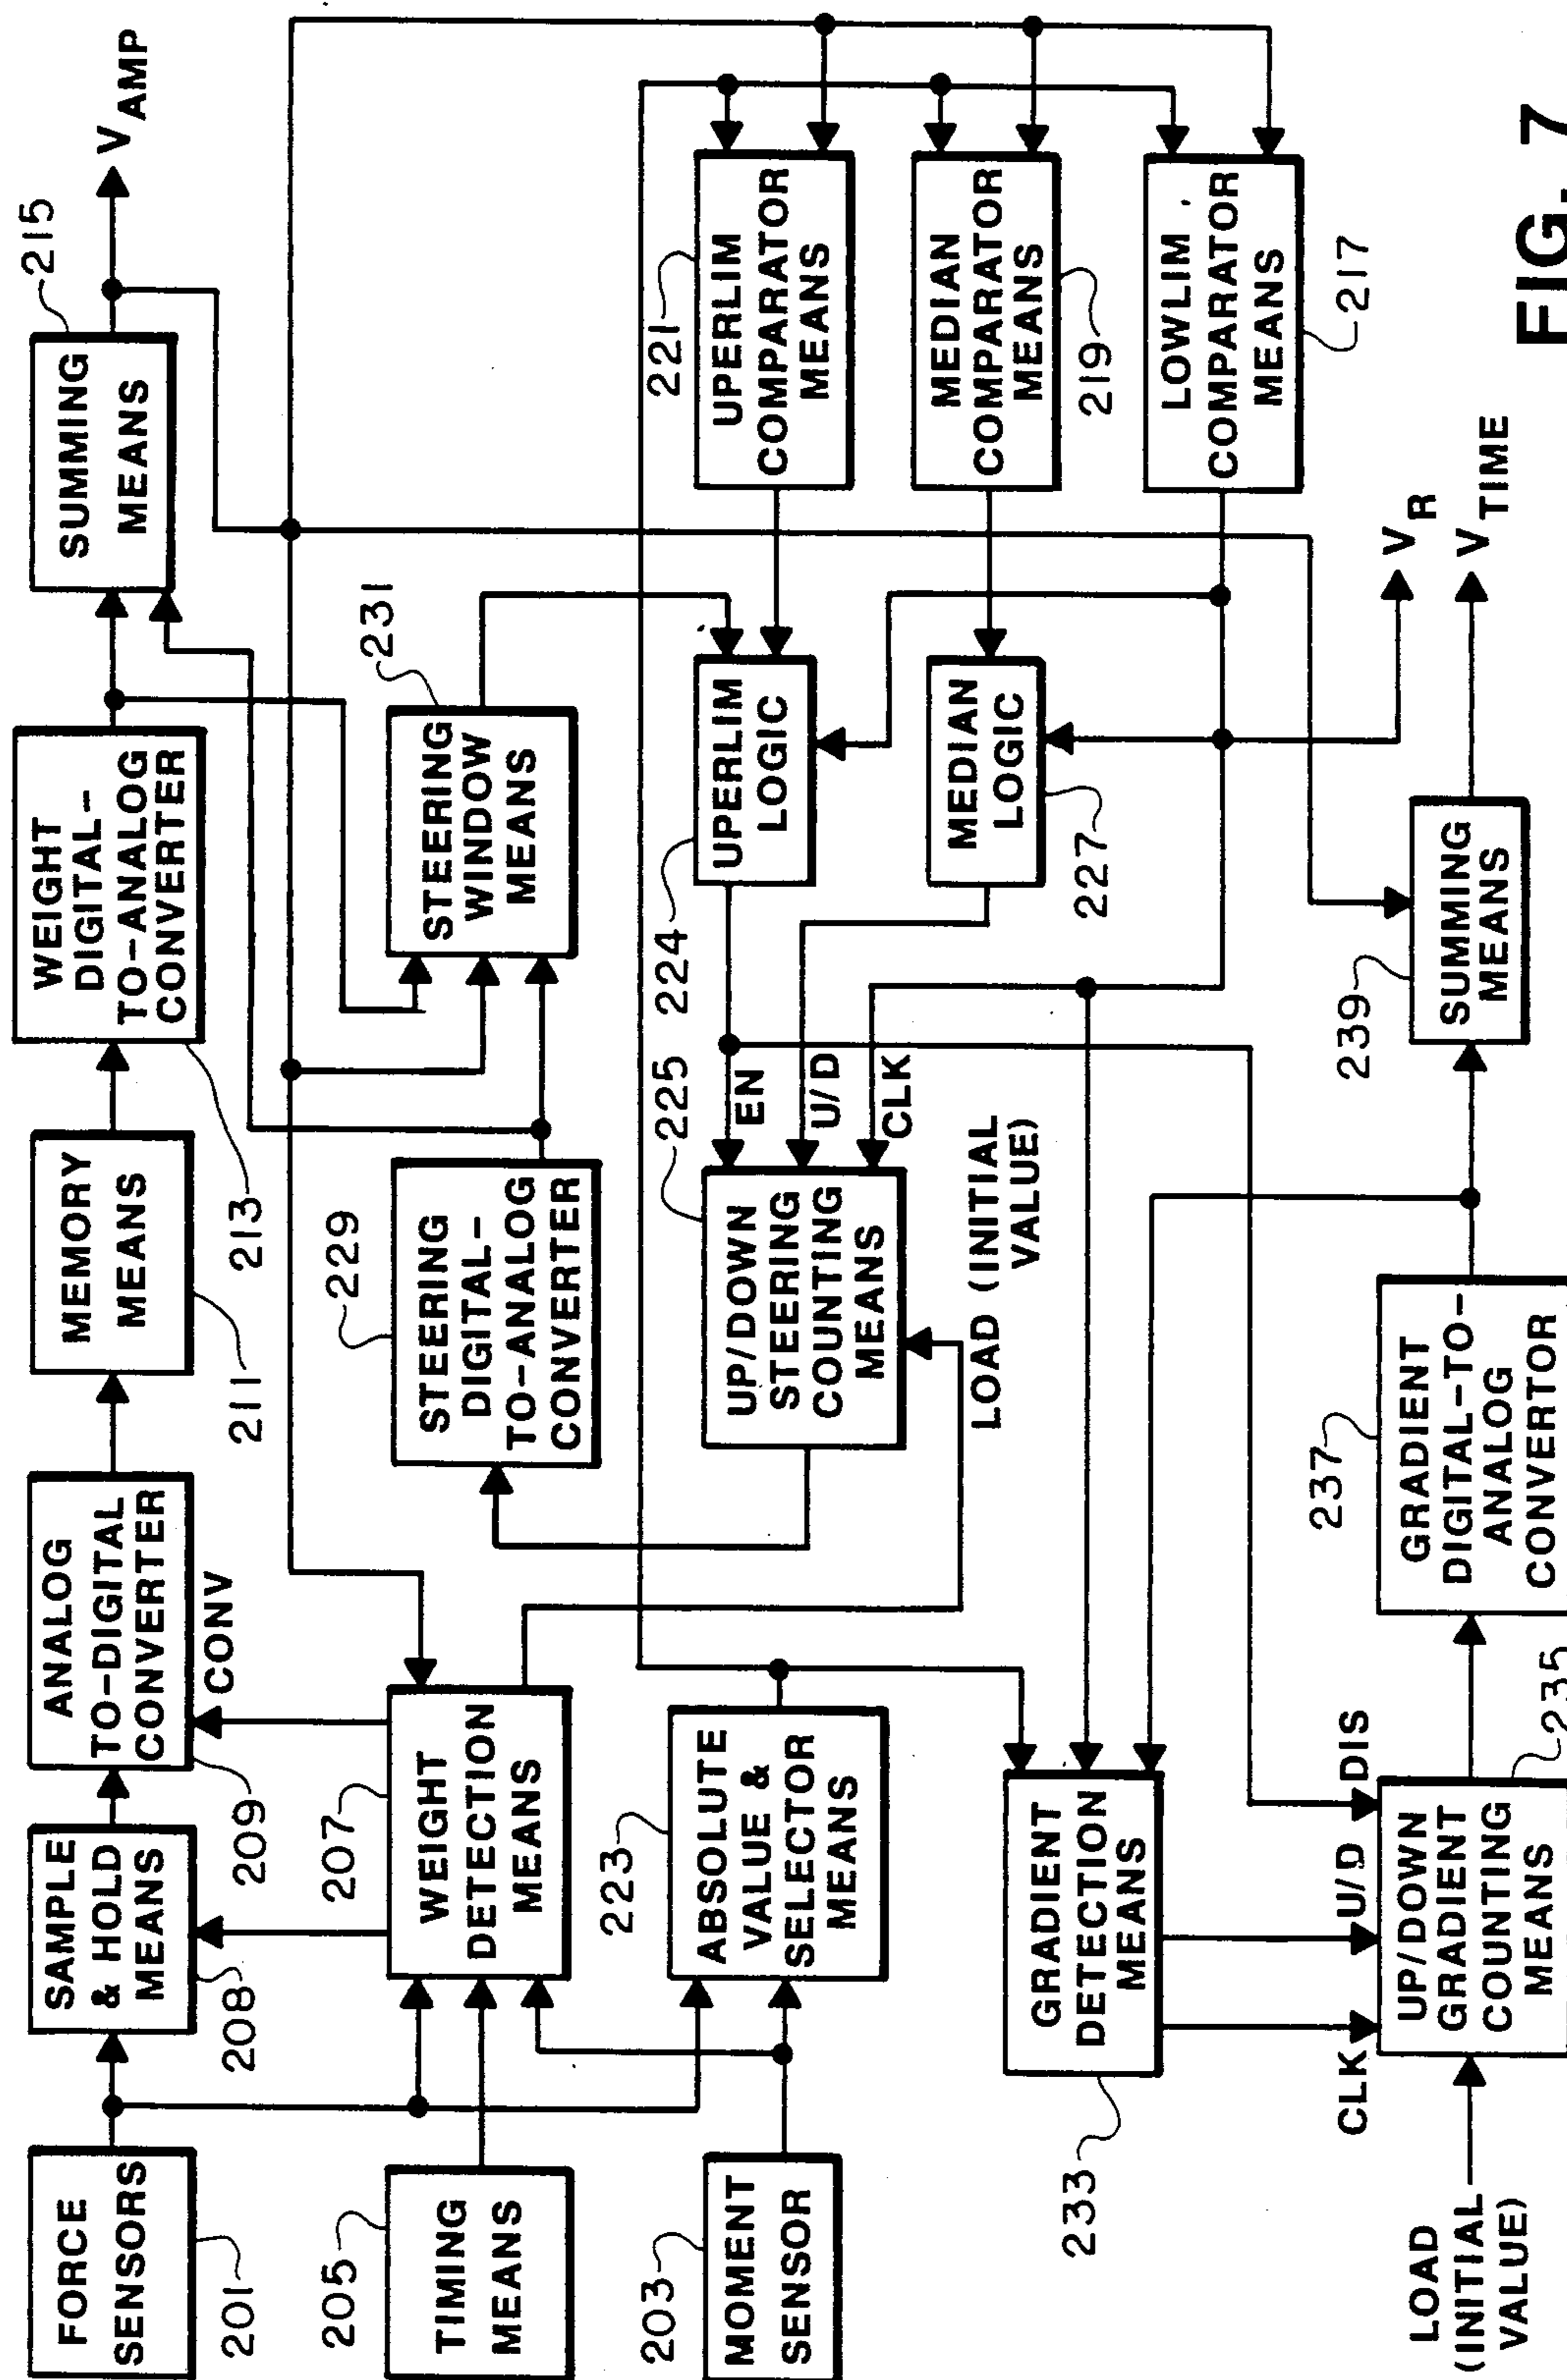 FORCE
SENSORS
201
SAMPLE
& HOLD
MEANS
208
ANALOG
TO-DIGITAL
CONVERTER
209
CONV
MEMORY
MEANS
211
WEIGHT
DIGITAL-
TO-ANALOG
CONVERTER
213
SUMMING
MEANS
215
V AMP
TIMING
MEANS
205
WEIGHT
DETECTION
MEANS
207
STEERING
DIGITAL-
TO-ANALOG
CONVERTER
229
STEERING
WINDOW
MEANS
231
MOMENT
SENSOR
203
ABSOLUTE
VALUE &
SELECTOR
MEANS
223
UP/DOWN
STEERING
COUNTING
MEANS
225
EN
U/D
CLK
LOAD (INITIAL
VALUE)
UPERLIM
LOGIC
224
MEDIAN
LOGIC
227
UPERLIM
COMPARATOR
MEANS
221
MEDIAN
COMPARATOR
MEANS
219
LOWLIM
COMPARATOR
MEANS
217
GRADIENT
DETECTION
MEANS
233
CLK
U/D
DIS
LOAD
(INITIAL
VALUE)
UP/DOWN
GRADIENT
COUNTING
MEANS
235
GRADIENT
DIGITAL-TO-
ANALOG
CONVERTOR
237
SUMMING
MEANS
239
V R
V TIME
FIG. 7